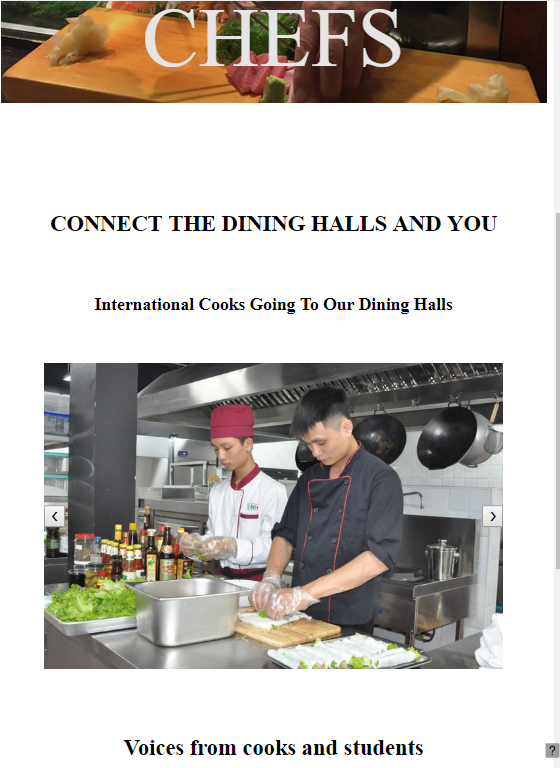 CHEFS
CONNECT THE DINING HALLS AND YOU
International Cooks Going To Our Dining Halls
Voices from cooks and students
?